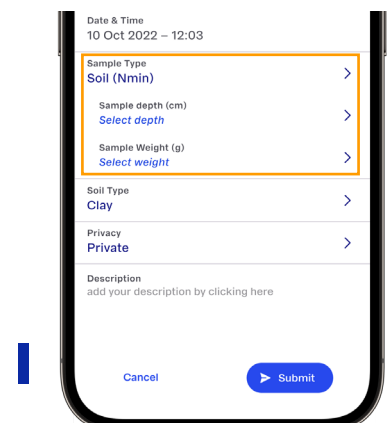 Date & Time
10 Oct 2022 – 12:03
Sample Type
Soil (Nmin)
Sample depth (cm)
Select depth
Sample Weight (g)
Select weight
Soil Type
Clay
Privacy
Private
Description
add your description by clicking here
Cancel
Submit